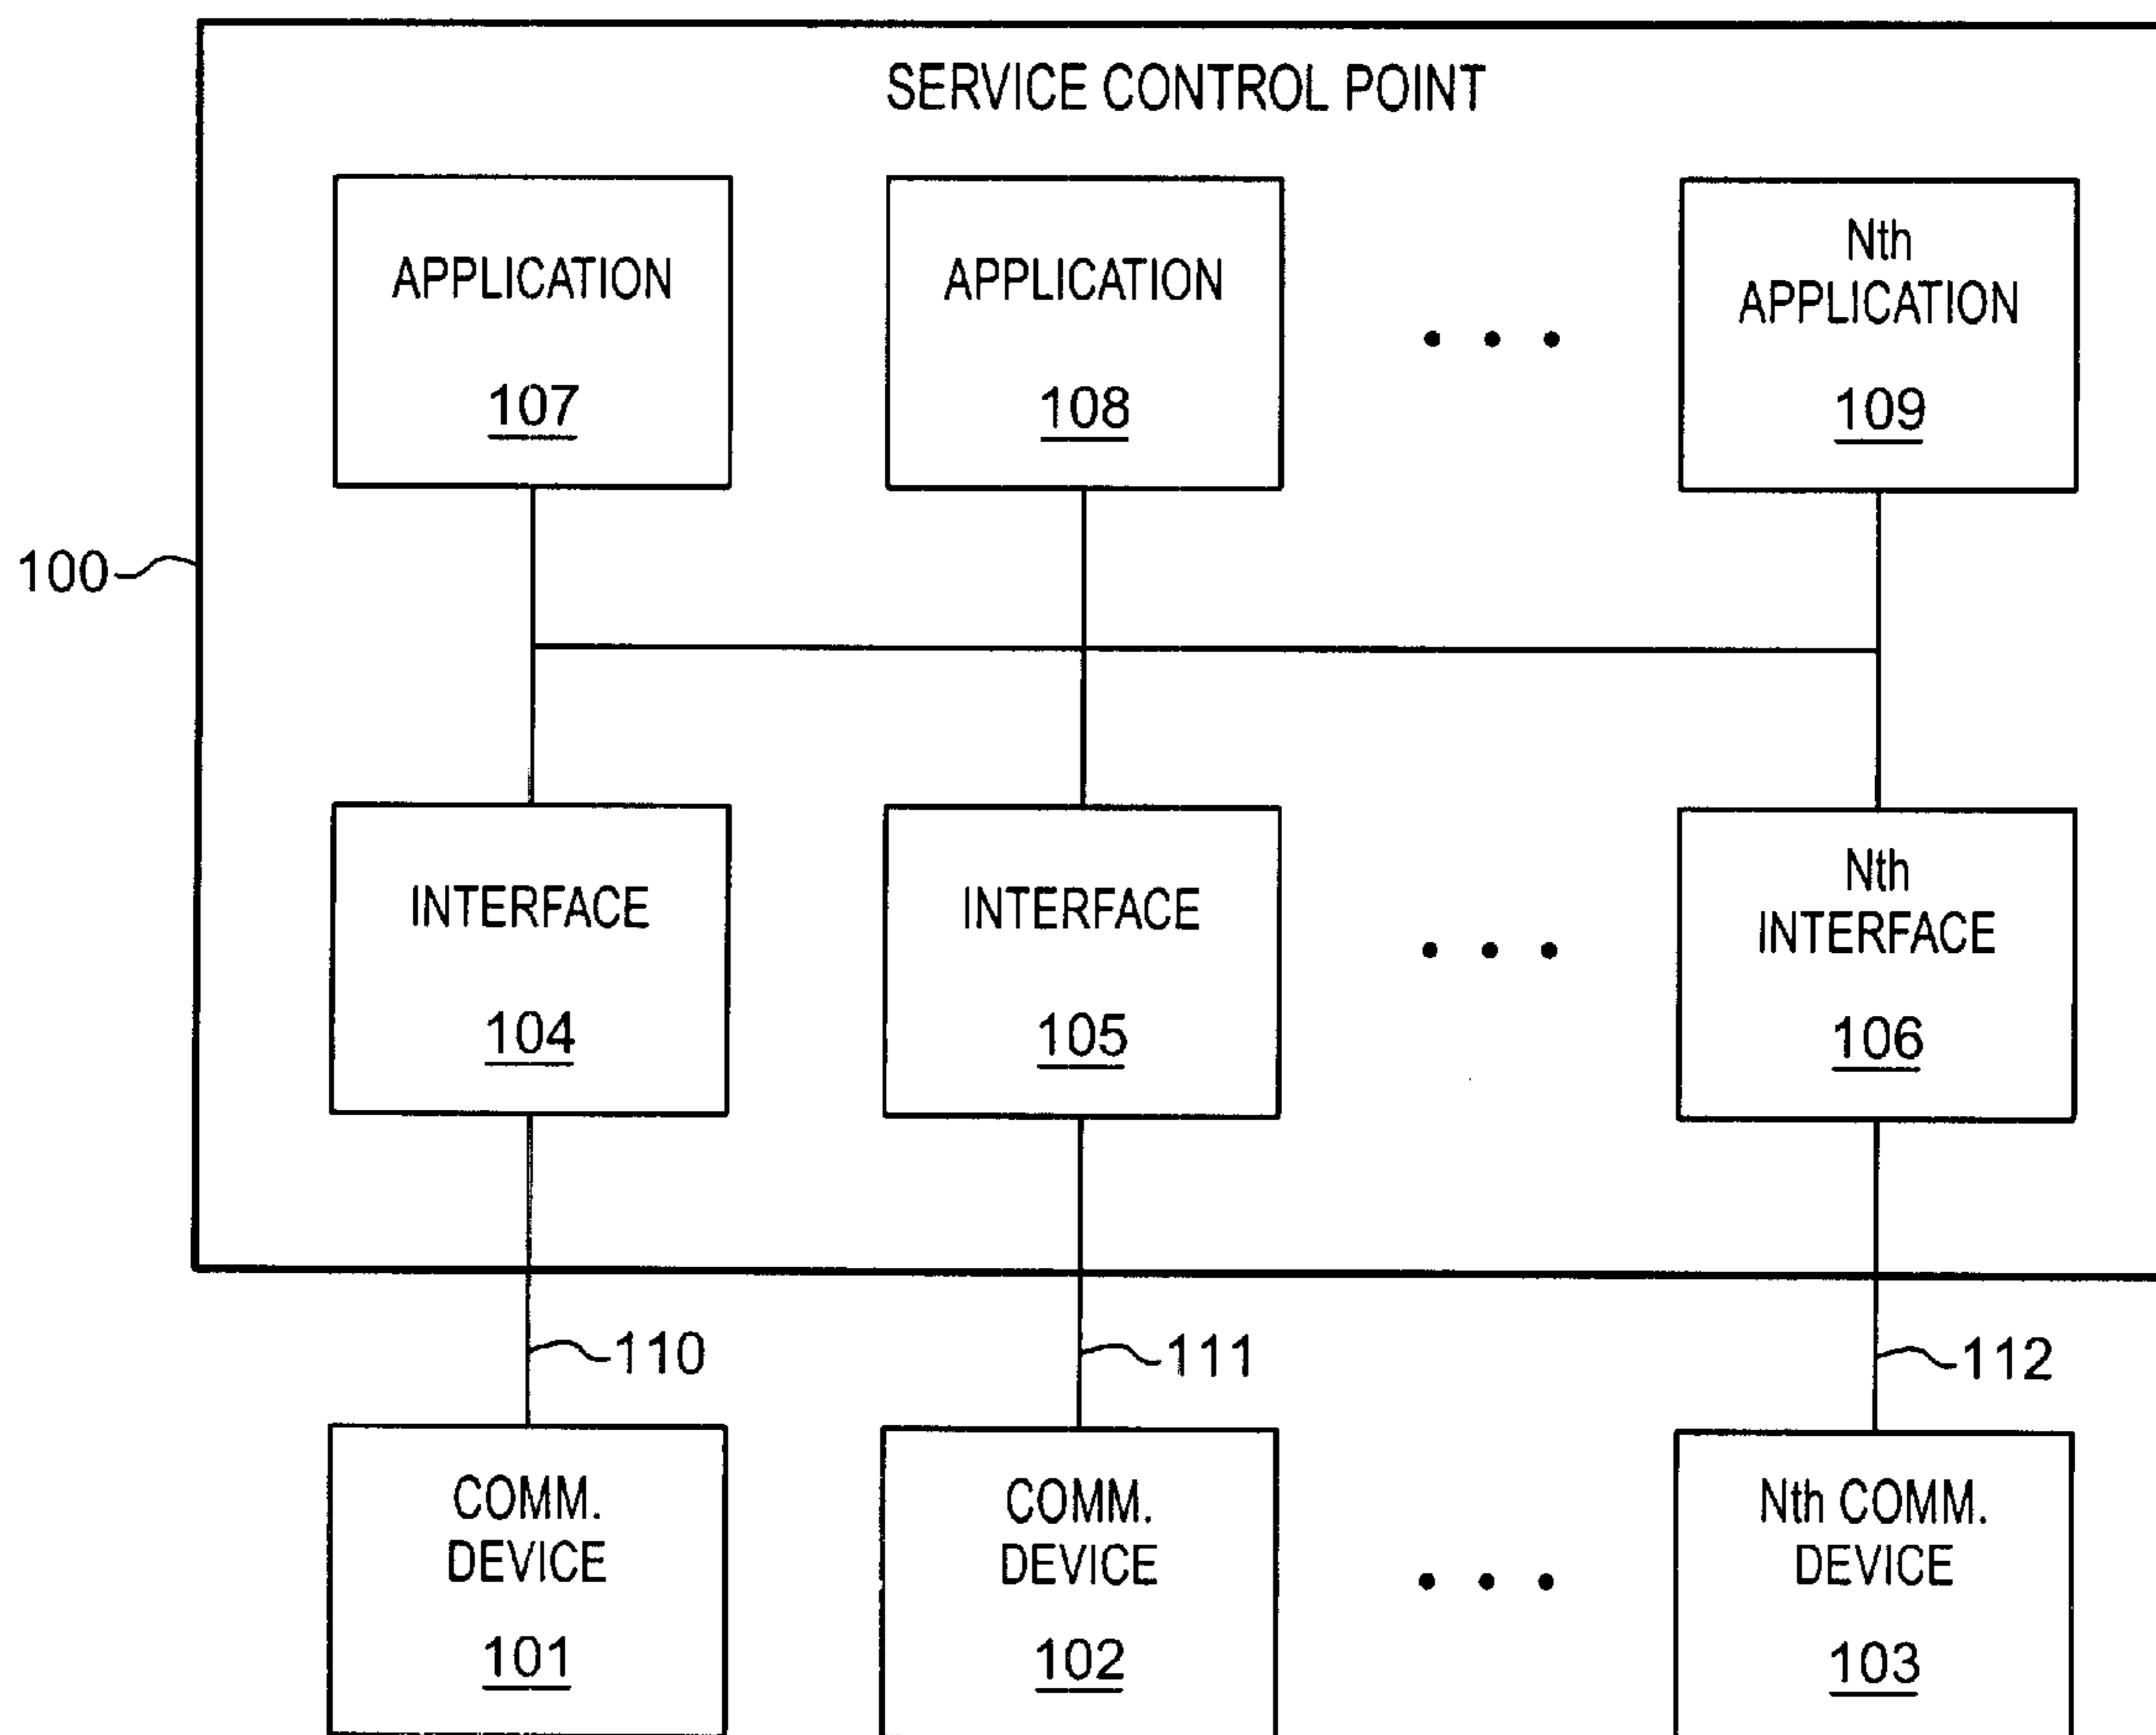 SERVICE CONTROL POINT
APPLICATION
107
APPLICATION
108
Nth
APPLICATION
109
100
INTERFACE
104
INTERFACE
105
Nth
INTERFACE
106
110
111
112
COMM.
DEVICE
101
COMM.
DEVICE
102
Nth COMM.
DEVICE
103